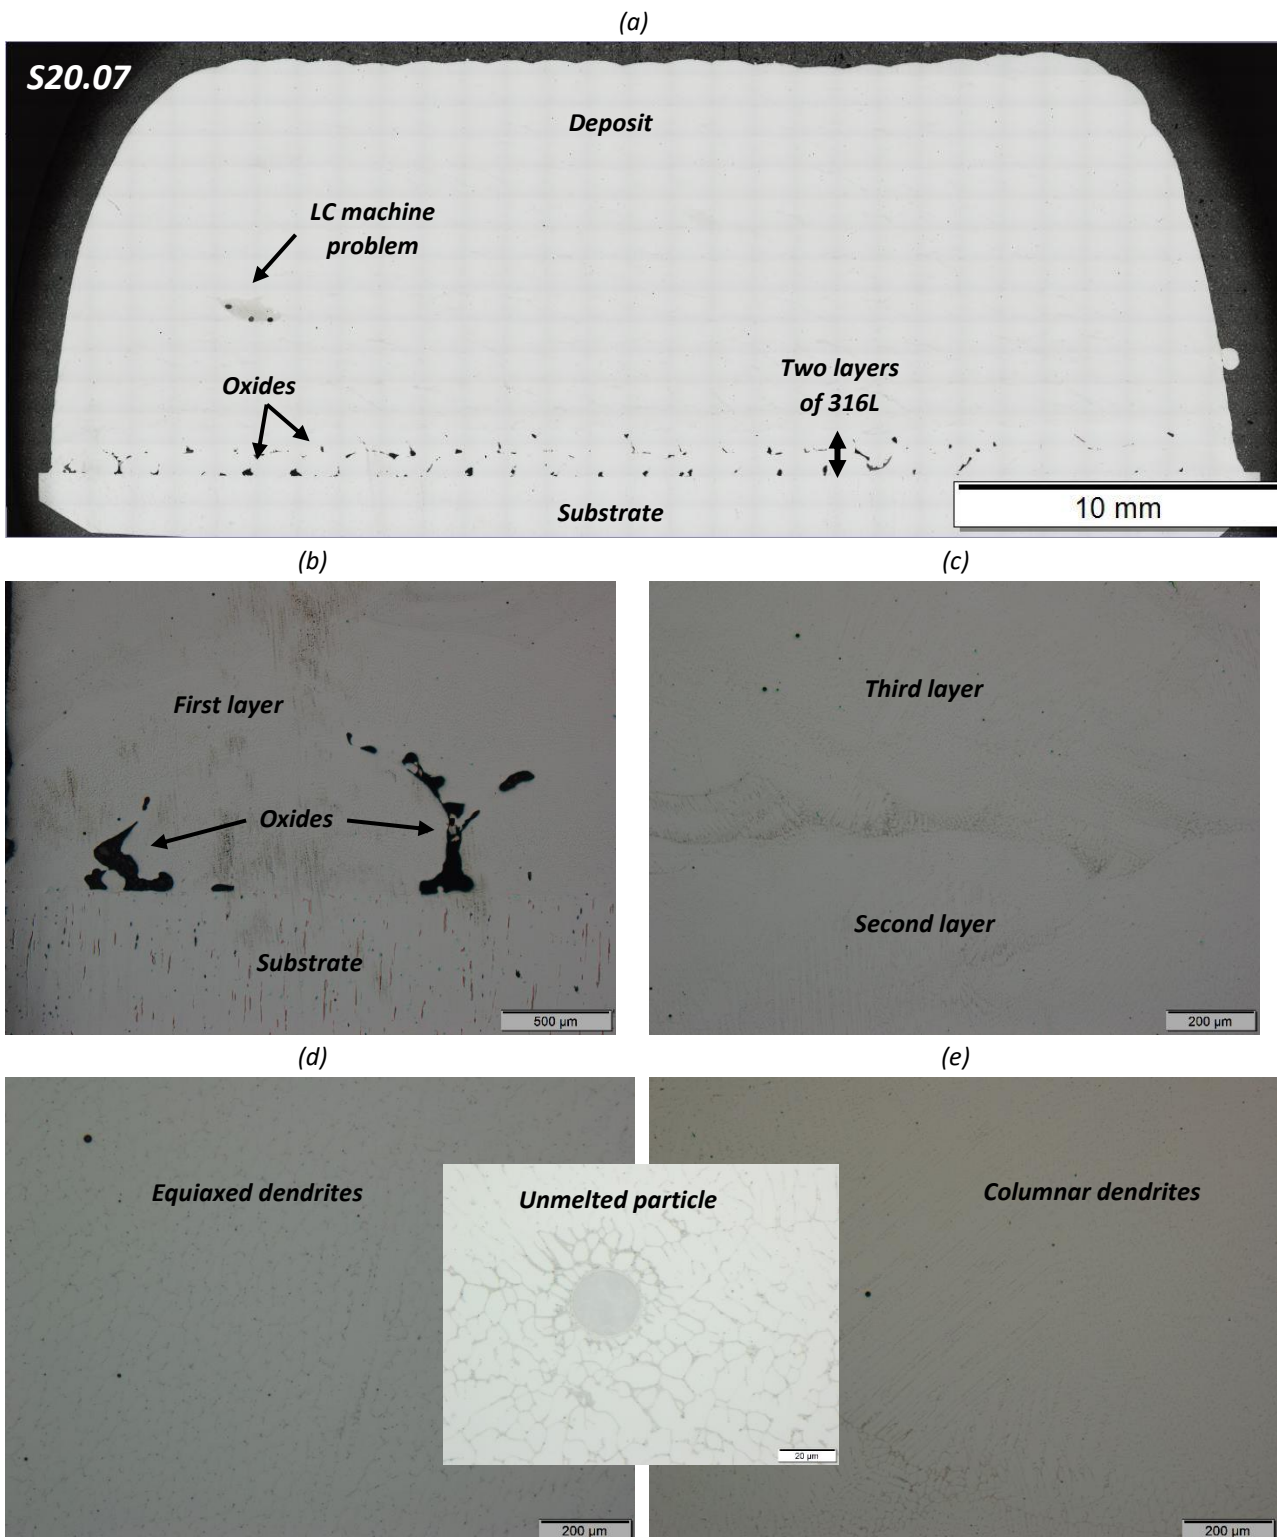 (a)
S20.07
Deposit
LC machine
problem
Oxides
Two layers
of 316L
Substrate
10 mm
(b)
(c)
First layer
Oxides
Substrate
500 µm
Third layer
Second layer
200 µm
(d)
(e)
Equiaxed dendrites
200 µm
Unmelted particle
20 µm
Columnar dendrites
200 µm